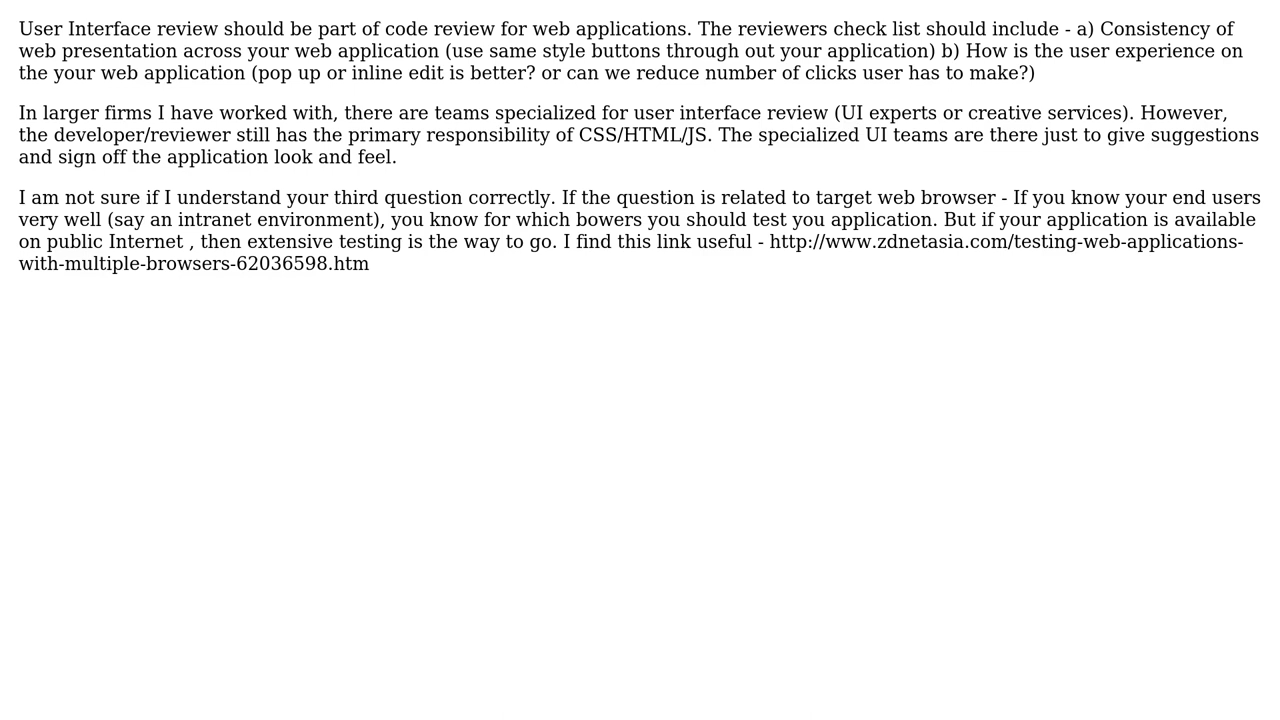 User Interface review should be part of code review for web applications. The reviewers check list should include - a) Consistency of
web presentation across your web application (use same style buttons through out your application) b) How is the user experience on
the your web application (pop up or inline edit is better? or can we reduce number of clicks user has to make?)
In larger firms I have worked with, there are teams specialized for user interface review (UI experts or creative services). However,
the developer/reviewer still has the primary responsibility of CSS/HTML/JS. The specialized UI teams are there just to give suggestions
and sign off the application look and feel.
I am not sure if I understand your third question correctly. If the question is related to target web browser - If you know your end users
very well (say an intranet environment), you know for which bowers you should test you application. But if your application is available
on public Internet , then extensive testing is the way to go. I find this link useful - http://www.zdnetasia.com/testing-web-applications-
with-multiple-browsers-62036598.htm